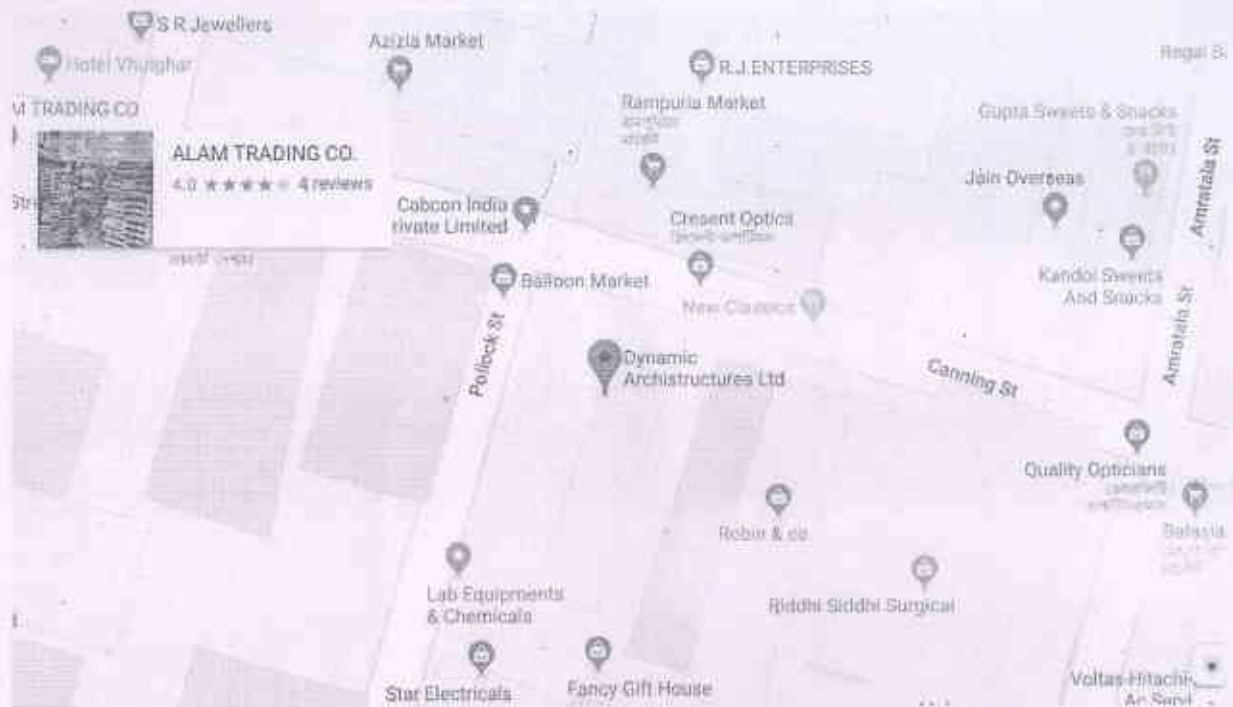 S R Jewellers
Azizia Market
Hotel Vhuighar
R.J.ENTERPRISES
Regal
M TRADING CO
Rampuria Market
Gupta Sweets & Snacks
ALAM TRADING CO.
4.0 ★★★★★ 4 reviews
Jain Overseas
Amratala St
Cabcon India
rivate Limited
Cresent Optics
Balloon Market
Kandoi Sweets
And Snacks
New Classics
Pollock St
Dynamic
Archistructures Ltd
Canning St
Amratala St
Quality Opticians
Robin & co
Lab Equipments
& Chemicals
Riddhi Siddhi Surgical
Star Electricals
Fancy Gift House
Voltas Hitachi